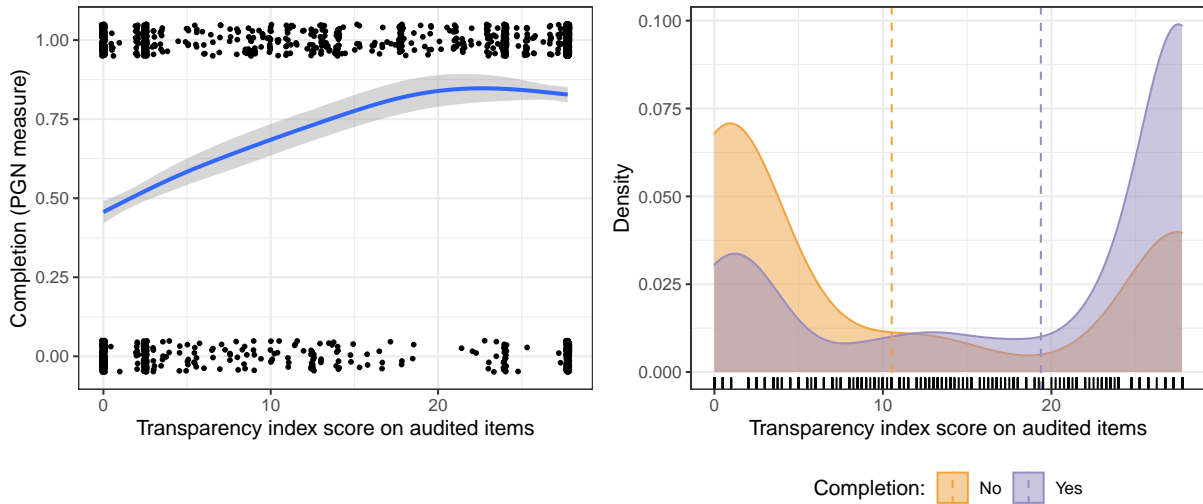 Completion (PGN measure)
1.00
0.75
0.50
0.25
0.00
0 10 20
Transparency index score on audited items
Density
0.100
0.075
0.050
0.025
0.000
0 10 20
Transparency index score on audited items
Completion: No Yes